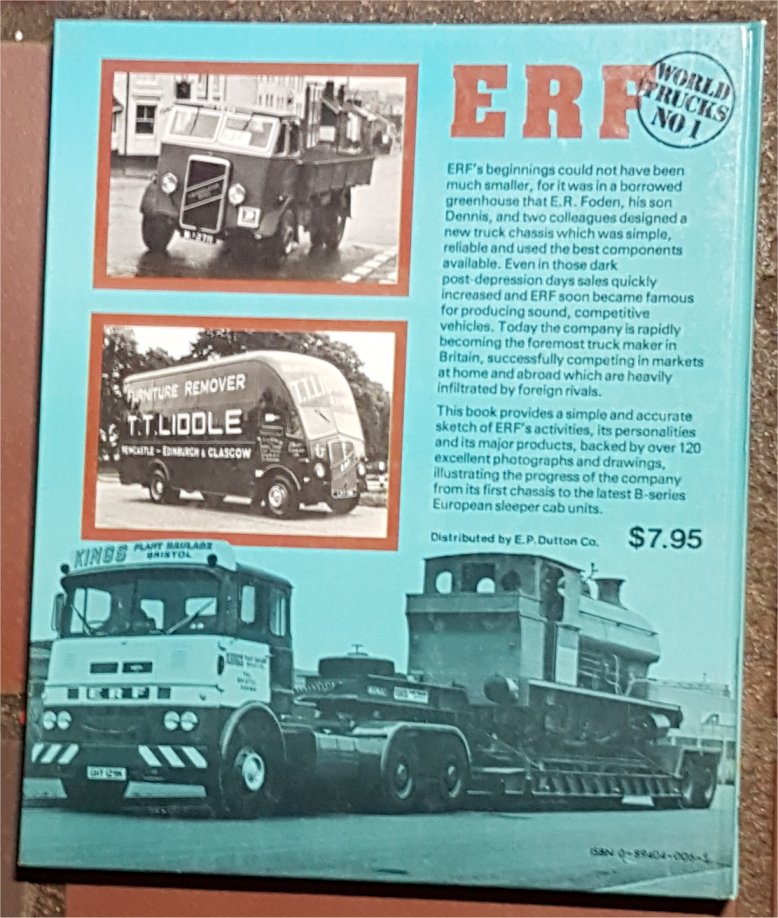 ERF
WORLD
TRUCKS
NO 1
ERF's beginnings could not have been
much smaller, for it was in a borrowed
greenhouse that E.R. Foden, his son
Dennis, and two colleagues designed a
new truck chassis which was simple,
reliable and used the best components
available. Even in those dark
post-depression days sales quickly
increased and ERF soon became famous
for producing sound, competitive
vehicles. Today the company is rapidly
becoming the foremost truck maker in
Britain, successfully competing in markets
at home and abroad which are heavily
infiltrated by foreign rivals.
This book provides a simple and accurate
sketch of ERF's activities, its personalities
and its major products, backed by over 120
excellent photographs and drawings,
illustrating the progress of the company
from its first chassis to the latest B-series
European sleeper cab units.
Distributed by E.P. Dutton Co. $7.95
FURNITURE REMOVER
T.T. LIDDLE
NEWCASTLE - EDINBURGH & GLASGOW
T.T.LI
KINGS PLANT HAULAGE
BRISTOL
KINGS
ERF
ISBN 0-89404-006-